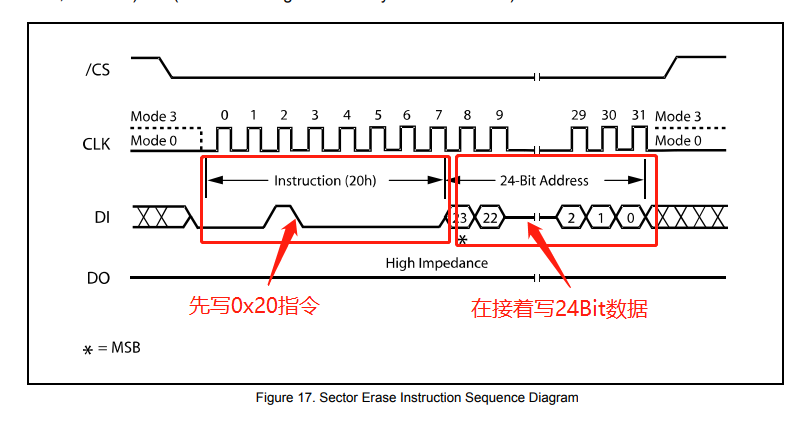 /CS
Mode 3 0 1 2 3 4 5 6 7 8 9 29 30 31 Mode 3
CLK Mode 0 Mode 0
Instruction (20h) 24-Bit Address
DI 23 22 2 1 0
*
High Impedance
DO
先写0x20指令 在接着写24Bit数据
* = MSB
Figure 17. Sector Erase Instruction Sequence Diagram